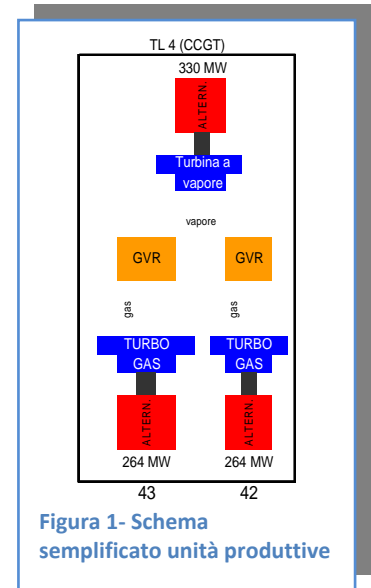 TL 4 (CCGT)
330 MW
ALTERN.
Turbina a
vapore
vapore
GVR GVR
gas gas
TURBO TURBO
GAS GAS
ALTERN. ALTERN.
264 MW 264 MW
43 42
Figura 1- Schema
semplificato unità produttive